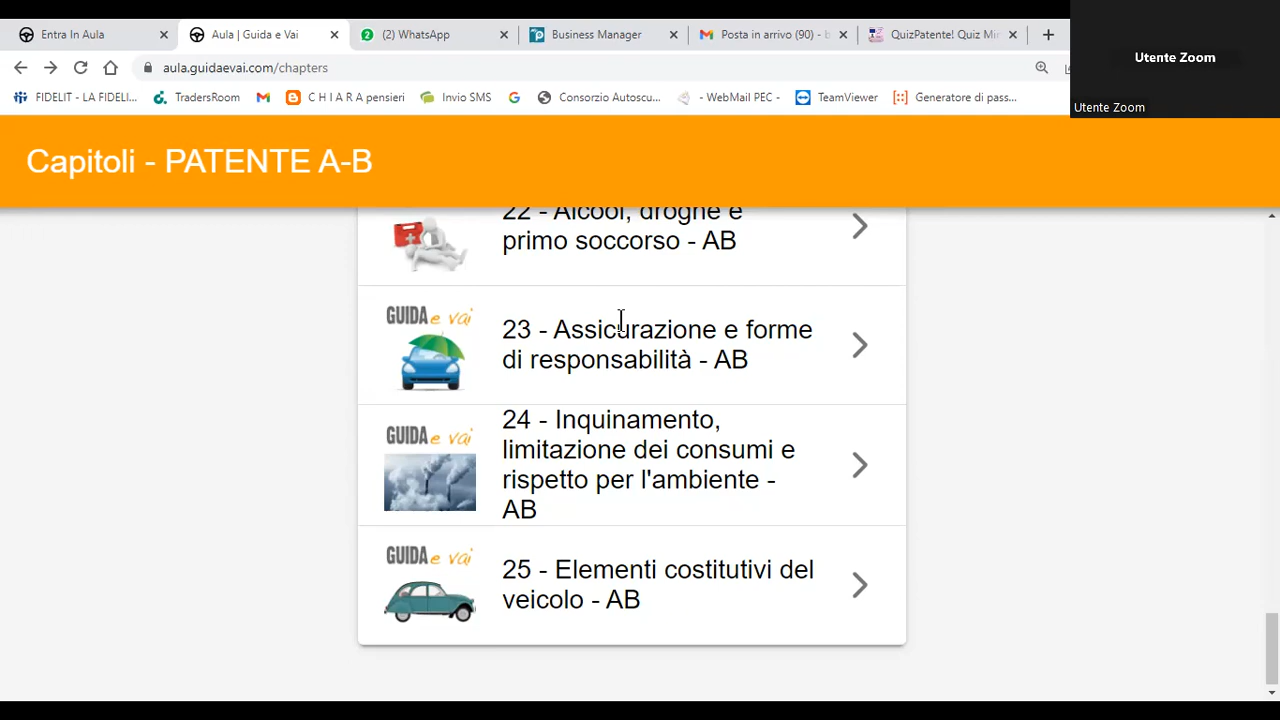 Entra In Aula
Aula | Guida e Vai
2
(2) WhatsApp
Business Manager
Posta in arrivo (90) - b
QuizPatente! Quiz Min
aula.guidaevai.com/chapters
FIDELIT - LA FIDELI...
TradersRoom
C H I A R A pensieri
Invio SMS
Consorzio Autoscu...
- WebMail PEC -
TeamViewer
Generatore di pass...
Utente Zoom
Utente Zoom
Capitoli - PATENTE A-B
22 - Alcool, droghe e
primo soccorso - AB
GUIDA e vai
23 - Assicurazione e forme
di responsabilità - AB
GUIDA e vai
24 - Inquinamento,
limitazione dei consumi e
rispetto per l'ambiente -
AB
GUIDA e vai
25 - Elementi costitutivi del
veicolo - AB